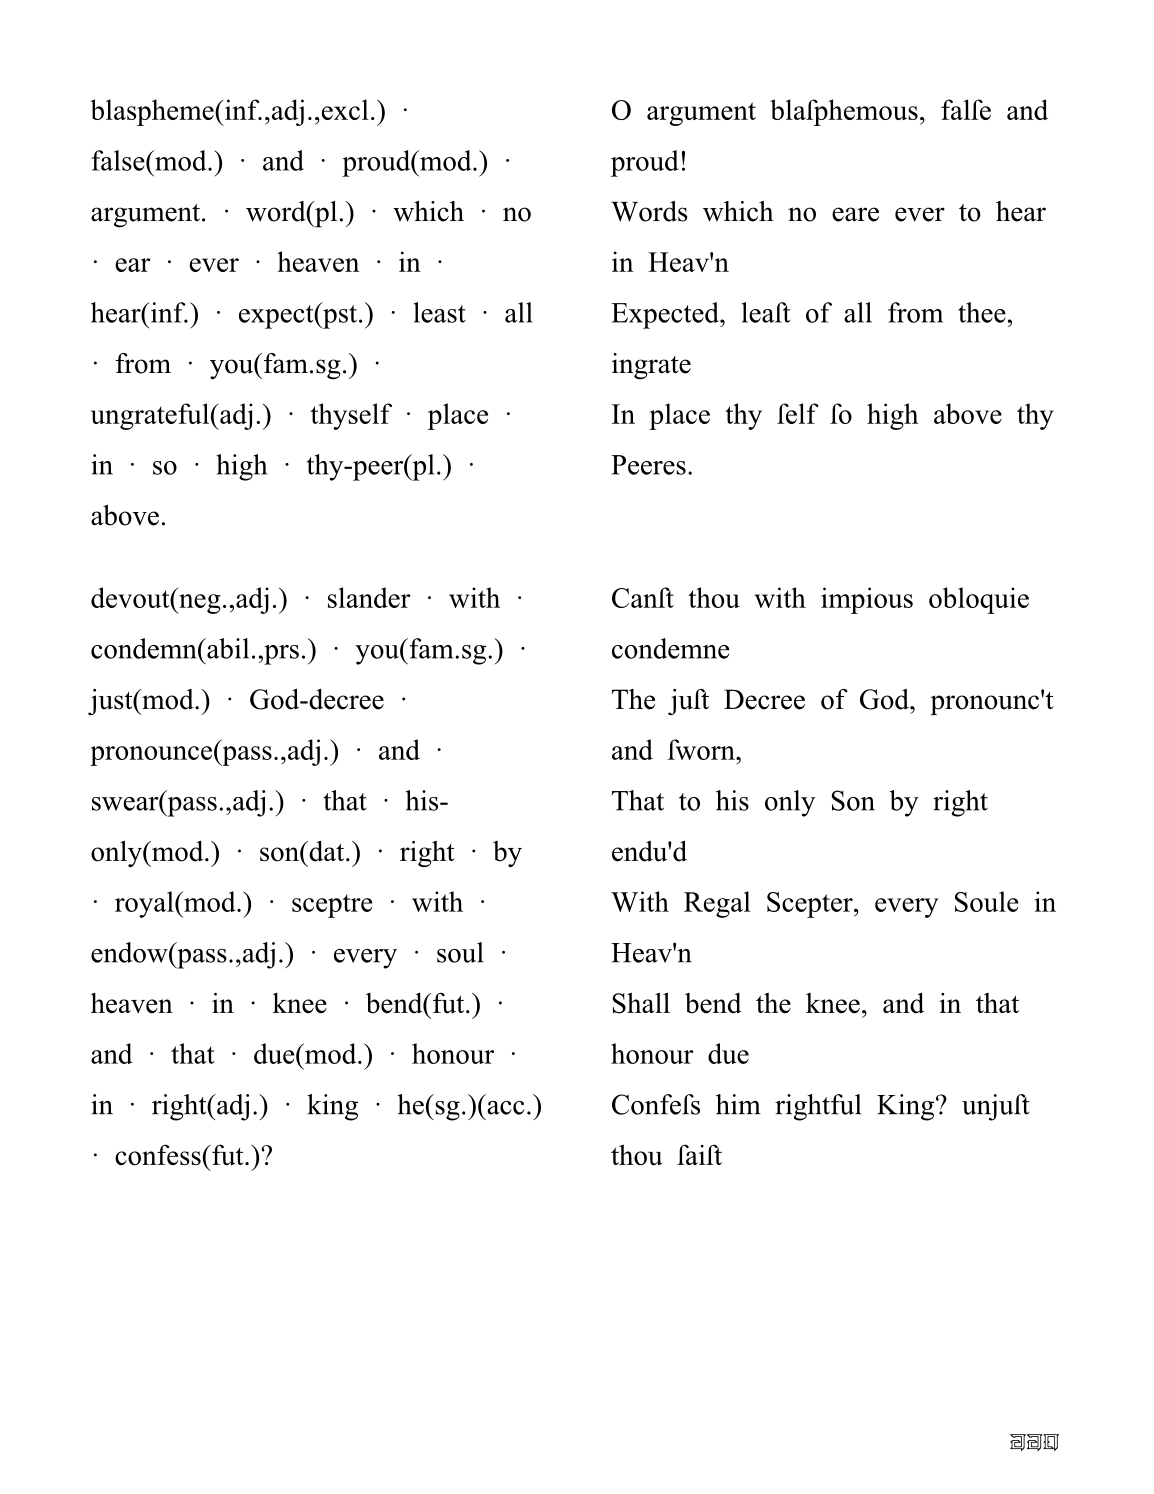 blaspheme(inf.,adj.,excl.) ·
false(mod.) · and · proud(mod.) ·
argument. · word(pl.) · which · no
· ear · ever · heaven · in ·
hear(inf.) · expect(pst.) · least · all
· from · you(fam.sg.) ·
ungrateful(adj.) · thyself · place ·
in · so · high · thy-peer(pl.) ·
above.
O argument blaſphemous, falſe and
proud!
Words which no eare ever to hear
in Heav'n
Expected, leaſt of all from thee,
ingrate
In place thy ſelf ſo high above thy
Peeres.
devout(neg.,adj.) · slander · with ·
condemn(abil.,prs.) · you(fam.sg.) ·
just(mod.) · God-decree ·
pronounce(pass.,adj.) · and ·
swear(pass.,adj.) · that · his-
only(mod.) · son(dat.) · right · by
· royal(mod.) · sceptre · with ·
endow(pass.,adj.) · every · soul ·
heaven · in · knee · bend(fut.) ·
and · that · due(mod.) · honour ·
in · right(adj.) · king · he(sg.)(acc.)
· confess(fut.)?
Canſt thou with impious obloquie
condemne
The juſt Decree of God, pronounc't
and ſworn,
That to his only Son by right
endu'd
With Regal Scepter, every Soule in
Heav'n
Shall bend the knee, and in that
honour due
Confeſs him rightful King? unjuſt
thou ſaiſt